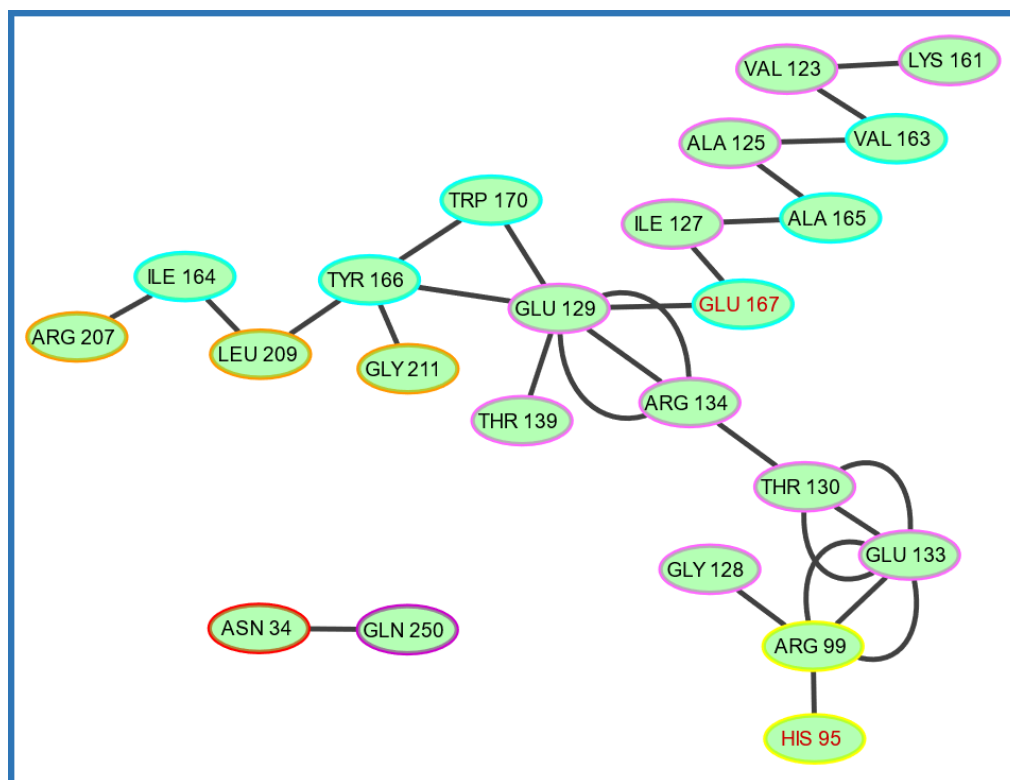 LYS 161
VAL 123
VAL 163
ALA 125
TRP 170
ALA 165
ILE 127
ILE 164
TYR 166
GLU 167
GLU 129
ARG 207
LEU 209
GLY 211
ARG 134
THR 139
THR 130
GLU 133
GLY 128
ASN 34
GLN 250
ARG 99
HIS 95